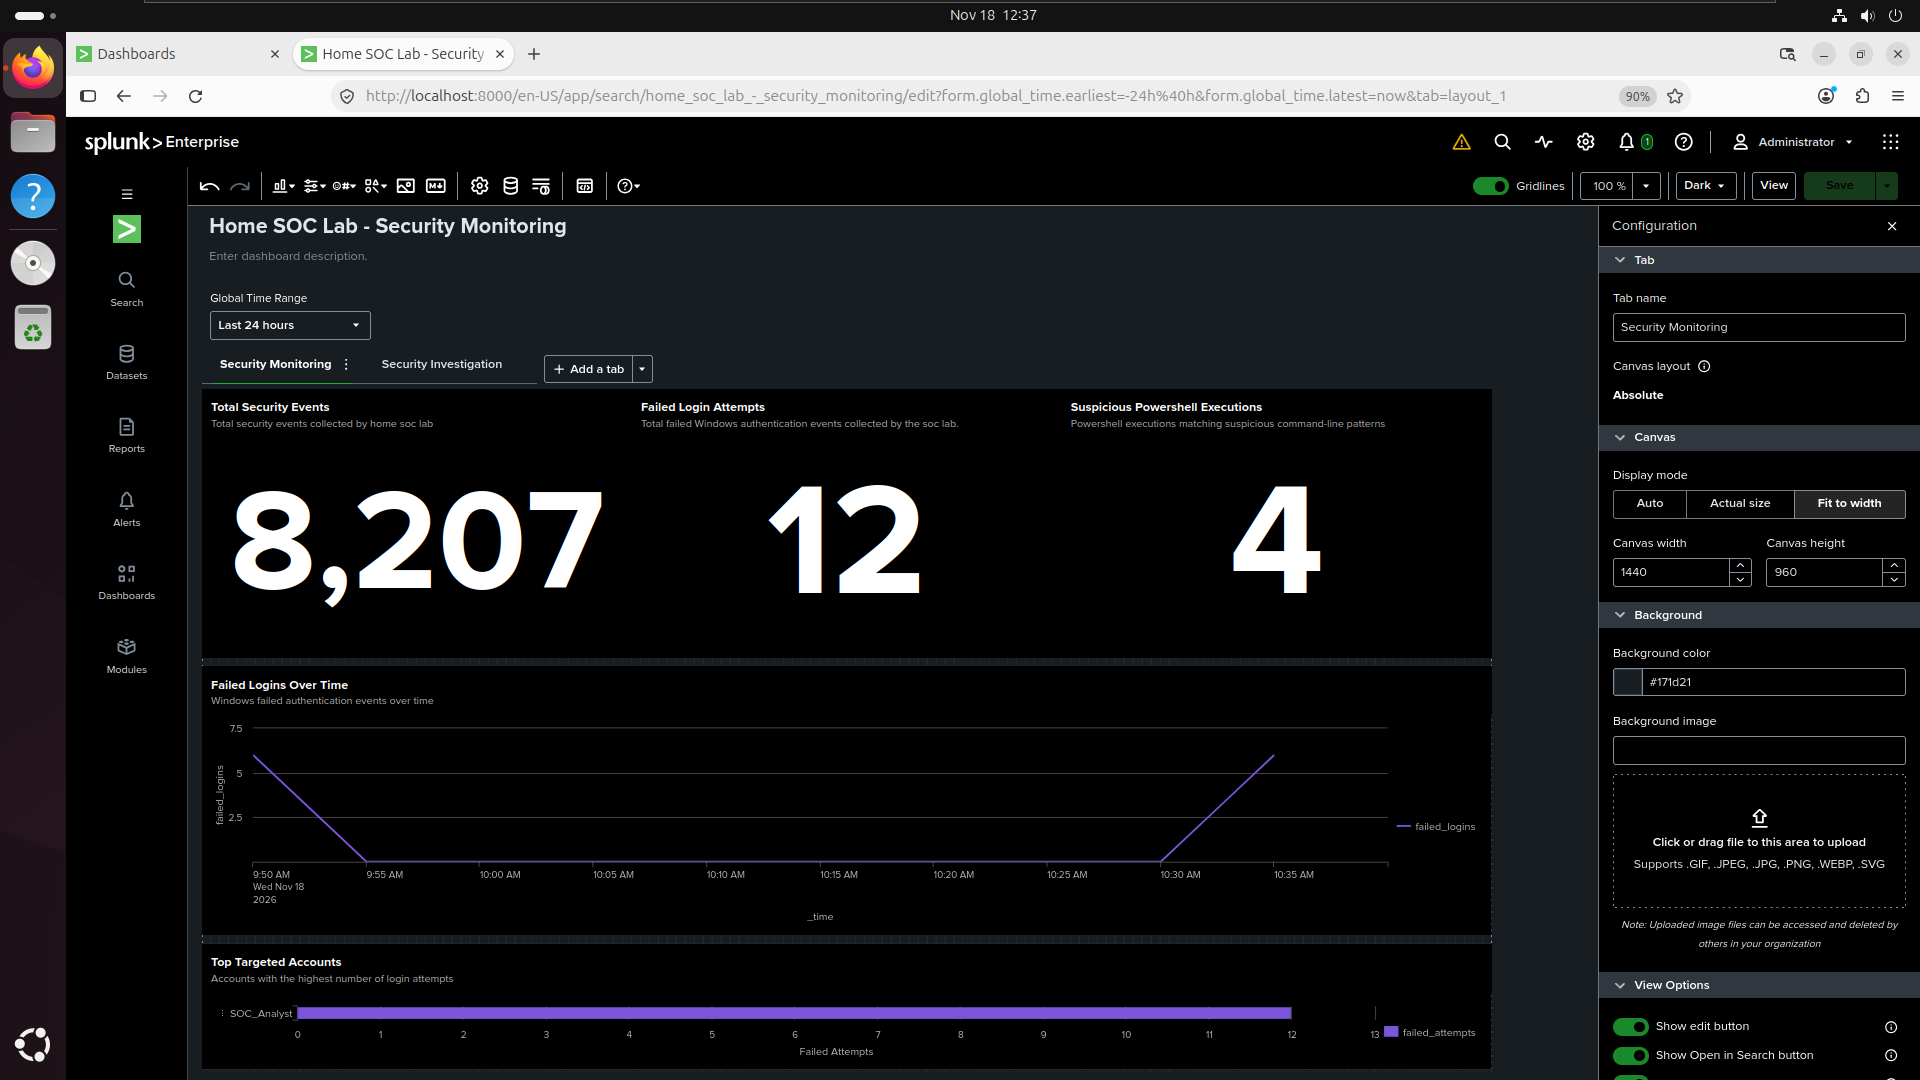 Nov 18 12:37
Dashboards
Home SOC Lab - Security
http://localhost:8000/en-US/app/search/home_soc_lab_-_security_monitoring/edit?form.global_time.earliest=-24h%40h&form.global_time.latest=now&tab=layout_1
90%
splunk> Enterprise
1
Administrator
Gridlines
100 %
Dark
View
Save
Search
Datasets
Reports
Alerts
Dashboards
Modules
Home SOC Lab - Security Monitoring
Enter dashboard description.
Global Time Range
Last 24 hours
Security Monitoring
Security Investigation
+ Add a tab
Total Security Events
Total security events collected by home soc lab
8,207
Failed Login Attempts
Total failed Windows authentication events collected by the soc lab.
12
Suspicious Powershell Executions
Powershell executions matching suspicious command-line patterns
4
Failed Logins Over Time
Windows failed authentication events over time
7.5
5
2.5
failed_logins
9:50 AM
Wed Nov 18
2026
9:55 AM
10:00 AM
10:05 AM
10:10 AM
10:15 AM
10:20 AM
10:25 AM
10:30 AM
10:35 AM
_time
failed_logins
Top Targeted Accounts
Accounts with the highest number of login attempts
SOC_Analyst
0
1
2
3
4
5
6
7
8
9
10
11
12
13
failed_attempts
Failed Attempts
Configuration
Tab
Tab name
Security Monitoring
Canvas layout
Absolute
Canvas
Display mode
Auto
Actual size
Fit to width
Canvas width
Canvas height
1440
960
Background
Background color
#171d21
Background image
Click or drag file to this area to upload
Supports .GIF, .JPEG, .JPG, .PNG, .WEBP, .SVG
Note: Uploaded image files can be accessed and deleted by
others in your organization
View Options
Show edit button
Show Open in Search button